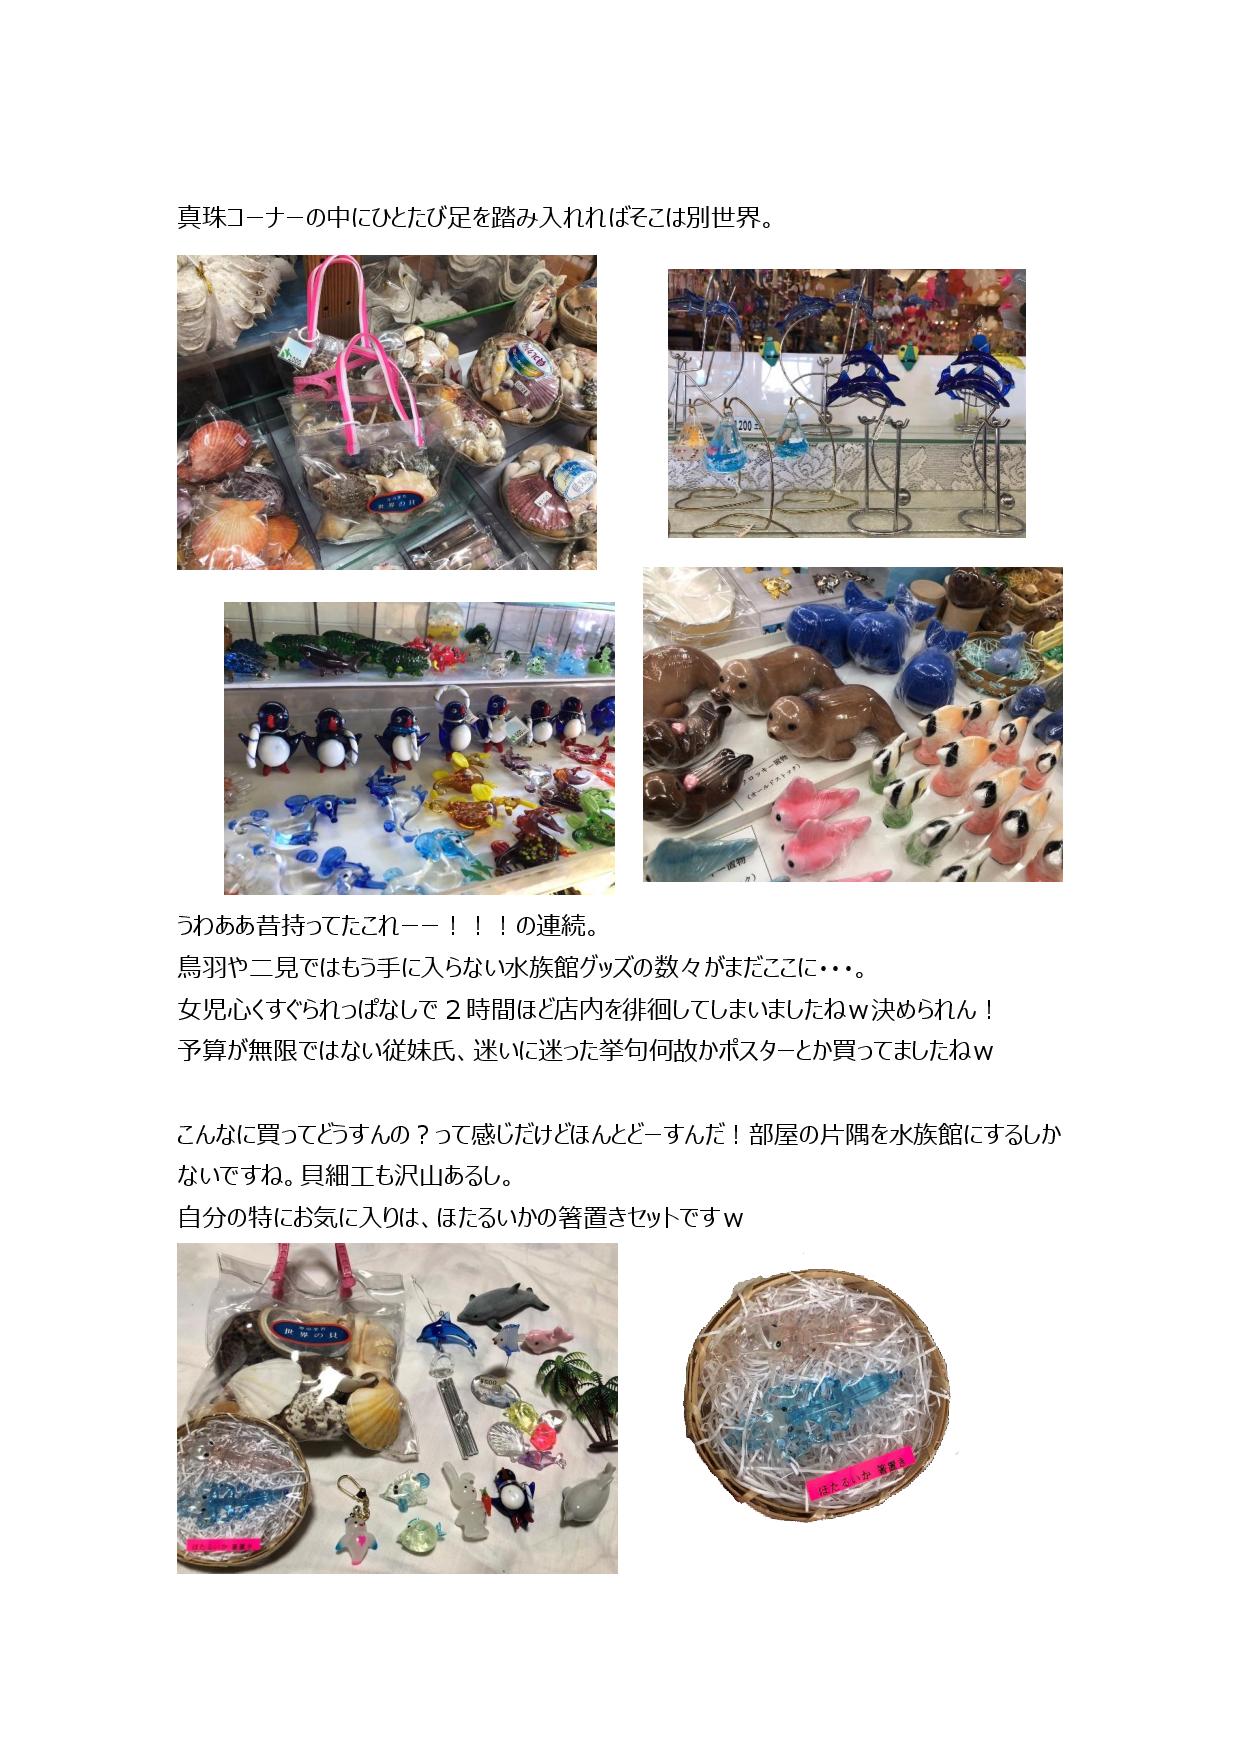 真珠コーナーの中にひとたび足を踏み入れればそこは別世界。
世界の貝
1,200
クロッキー置物
(オールドストック)
ー置物
うわああ昔持ってたこれーー！！！の連続。
鳥羽や二見ではもう手に入らない水族館グッズの数々がまだここに・・・。
女児心くすぐられっぱなしで２時間ほど店内を徘徊してしまいましたねｗ決められん！
予算が無限ではない従妹氏、迷いに迷った挙句何故かポスターとか買ってましたねｗ
こんなに買ってどうすんの？って感じだけどほんとどーすんだ！部屋の片隅を水族館にするしか
ないですね。貝細工も沢山あるし。
自分の特にお気に入りは、ほたるいかの箸置きセットですｗ
世界の貝
¥500
ほたるいか 箸置き
ほたるいか 箸置き